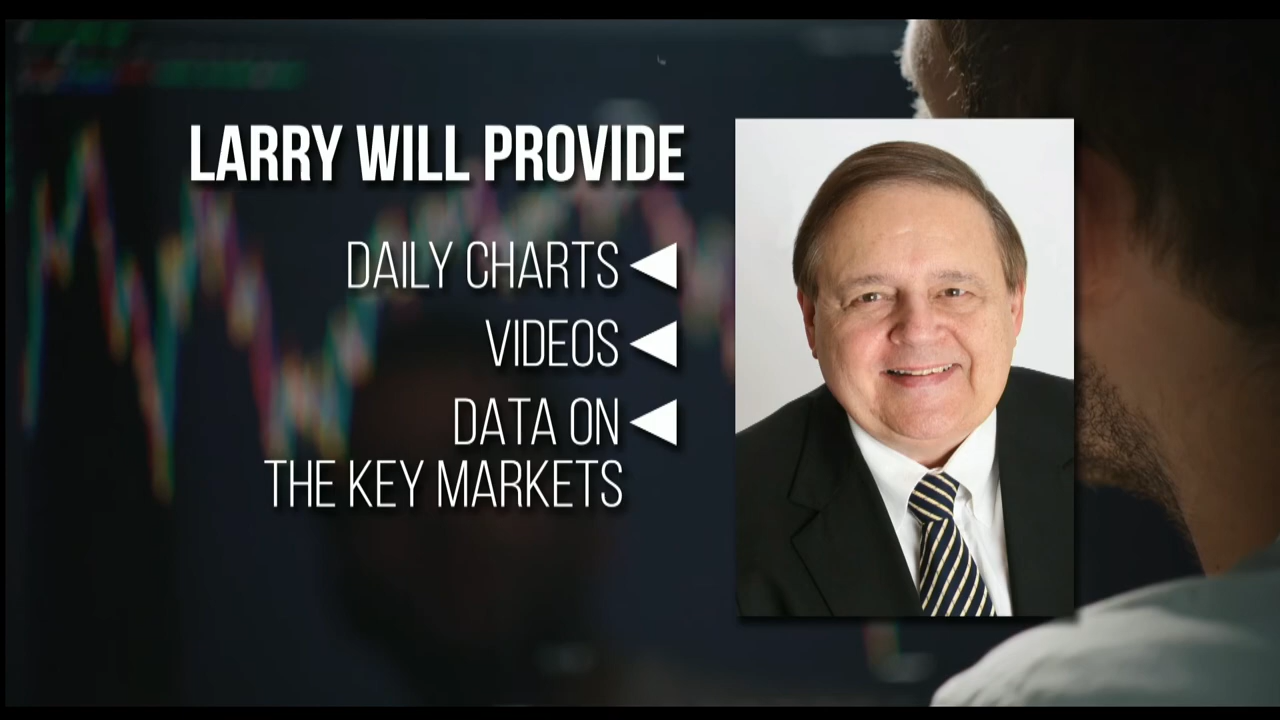 LARRY WILL PROVIDE
DAILY CHARTS
VIDEOS
DATA ON
THE KEY MARKETS